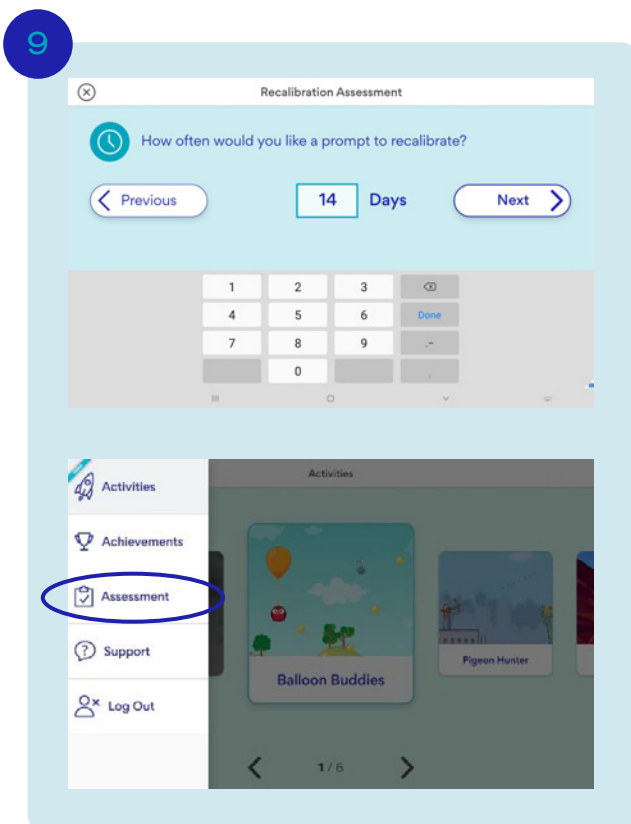 9
Recalibration Assessment
How often would you like a prompt to recalibrate?
Previous
14 Days
Next
1 2 3
4 5 6 Done
7 8 9 .-
0 ,
Activities
Activities
Achievements
Assessment
Support
Log Out
Balloon Buddies
Pigeon Hunter
1 / 6